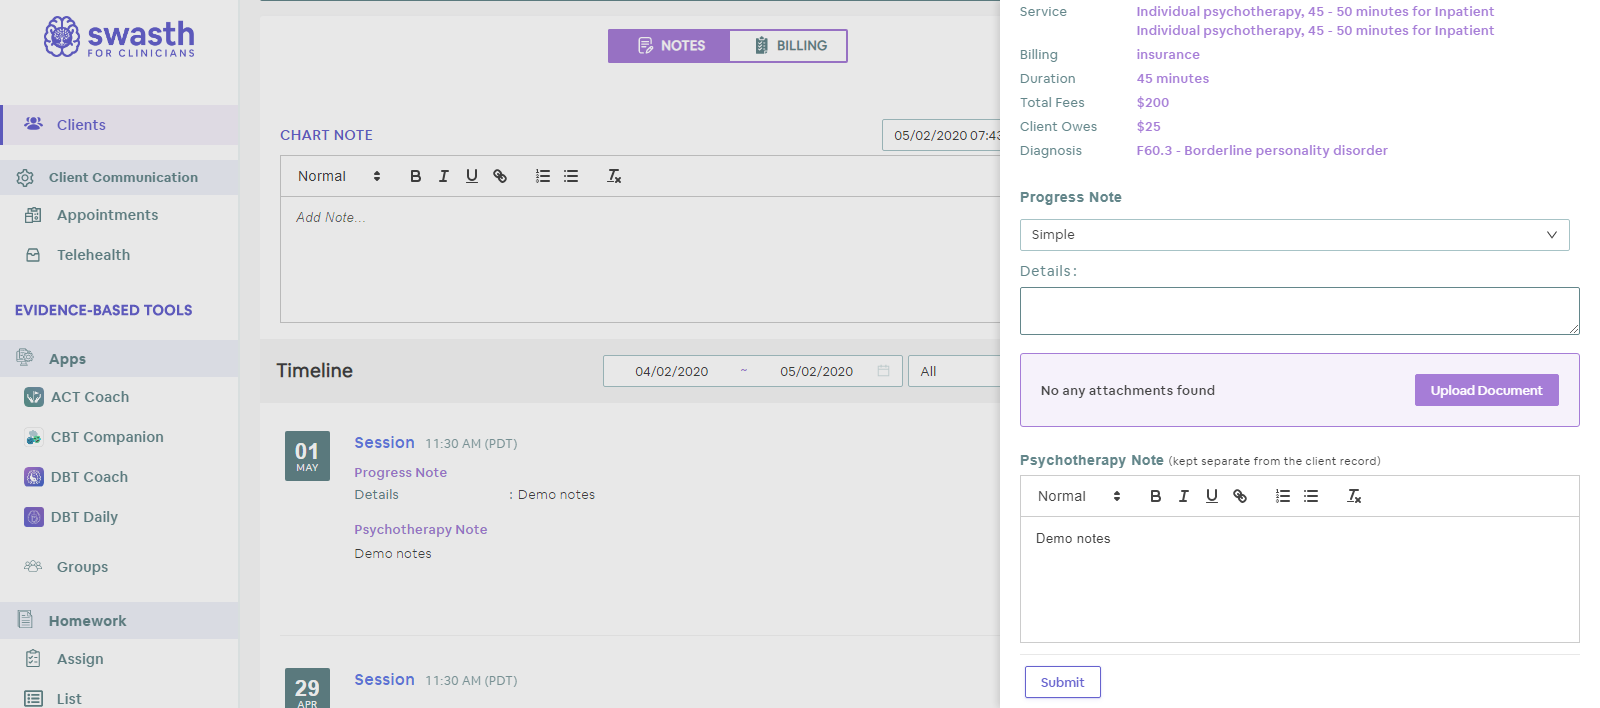 swasth
FOR CLINICIANS
Clients
Client Communication
Appointments
Telehealth
EVIDENCE-BASED TOOLS
Apps
ACT Coach
CBT Companion
DBT Coach
DBT Daily
Groups
Homework
Assign
List
NOTES
BILLING
CHART NOTE
05/02/2020 07:43
Normal B I U
Add Note...
Timeline
04/02/2020 ~ 05/02/2020
All
01
MAY
Session 11:30 AM (PDT)
Progress Note
Details : Demo notes
Psychotherapy Note
Demo notes
29
APR
Session 11:30 AM (PDT)
Service Individual psychotherapy, 45 - 50 minutes for Inpatient
Individual psychotherapy, 45 - 50 minutes for Inpatient
Billing insurance
Duration 45 minutes
Total Fees $200
Client Owes $25
Diagnosis F60.3 - Borderline personality disorder
Progress Note
Simple
Details :
No any attachments found
Upload Document
Psychotherapy Note (kept separate from the client record)
Normal B I U
Demo notes
Submit